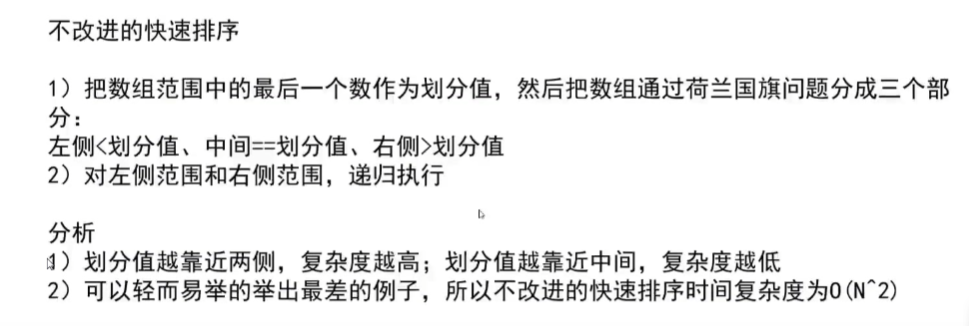 不改进的快速排序
1）把数组范围中的最后一个数作为划分值，然后把数组通过荷兰国旗问题分成三个部
分：
左侧<划分值、中间==划分值、右侧>划分值
2）对左侧范围和右侧范围，递归执行
分析
1）划分值越靠近两侧，复杂度越高；划分值越靠近中间，复杂度越低
2）可以轻而易举的举出最差的例子，所以不改进的快速排序时间复杂度为O(N^2)